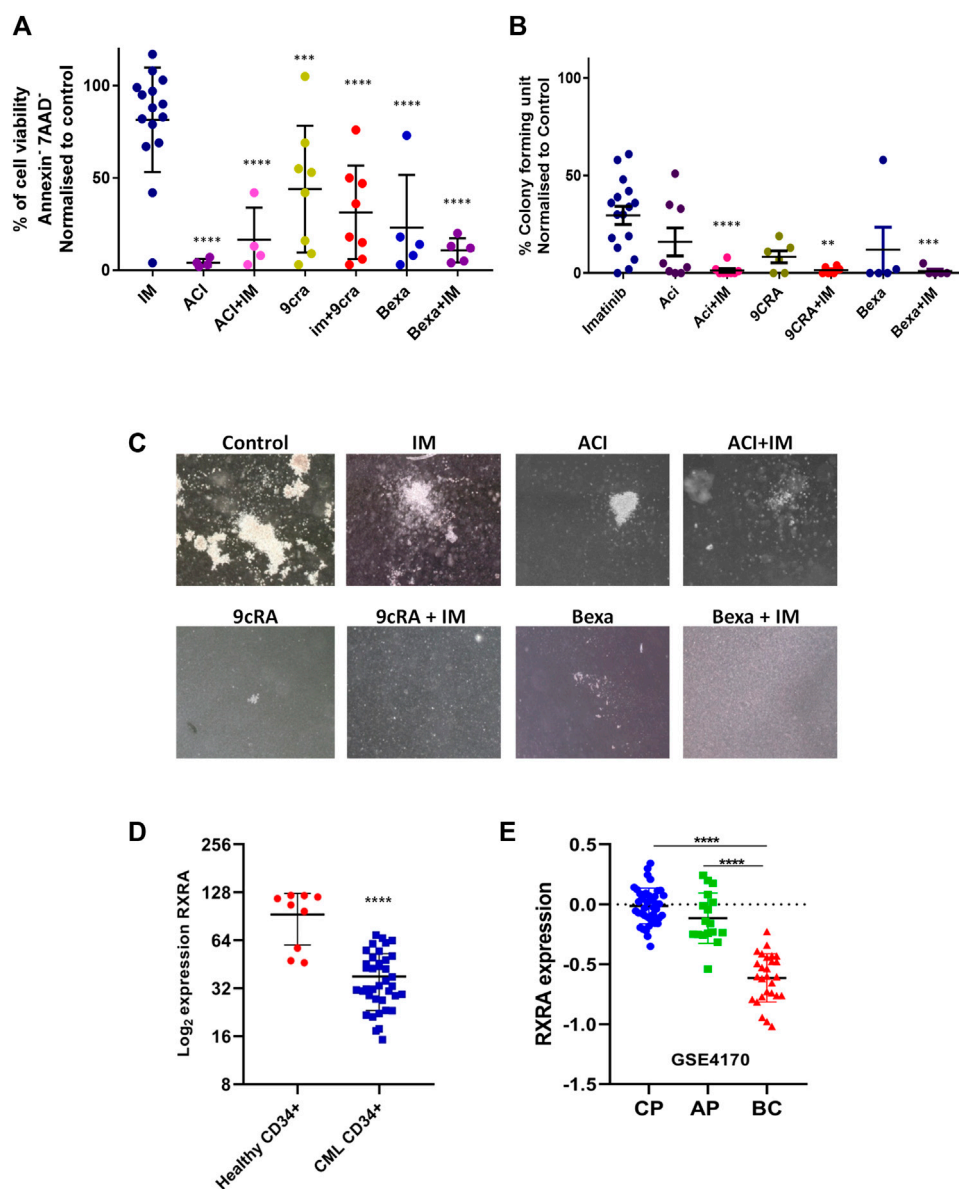 A
% of cell viability
Annexin⁻ 7AAD⁻
Normalised to control
100
50
0
****
****
***
****
****
****
IM
ACI
ACI+IM
9cra
im+9cra
Bexa
Bexa+IM
B
% Colony forming unit
Normalised to Control
100
50
0
****
**
***
Imatinib
Aci
Aci+IM
9CRA
9CRA+IM
Bexa
Bexa+IM
C
Control
IM
ACI
ACI+IM
9cRA
9cRA + IM
Bexa
Bexa + IM
D
Log₂ expression RXRA
256
128
64
32
16
8
****
Healthy CD34+
CML CD34+
E
RXRA expression
0.5
0.0
-0.5
-1.0
-1.5
****
****
GSE4170
CP
AP
BC